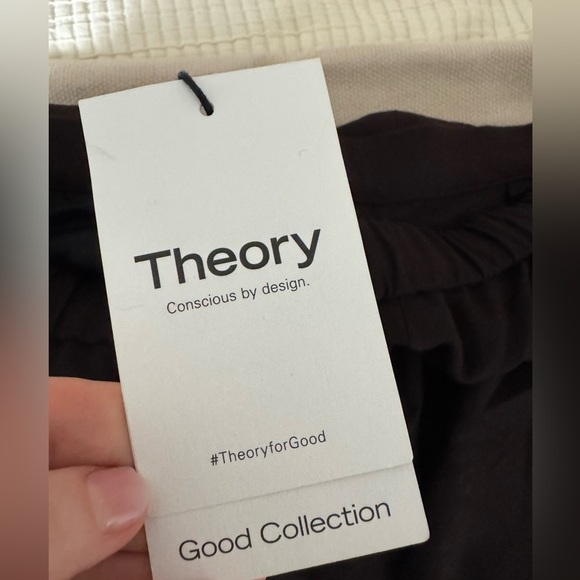 Theory
Conscious by design.
#TheoryforGood
Good Collection